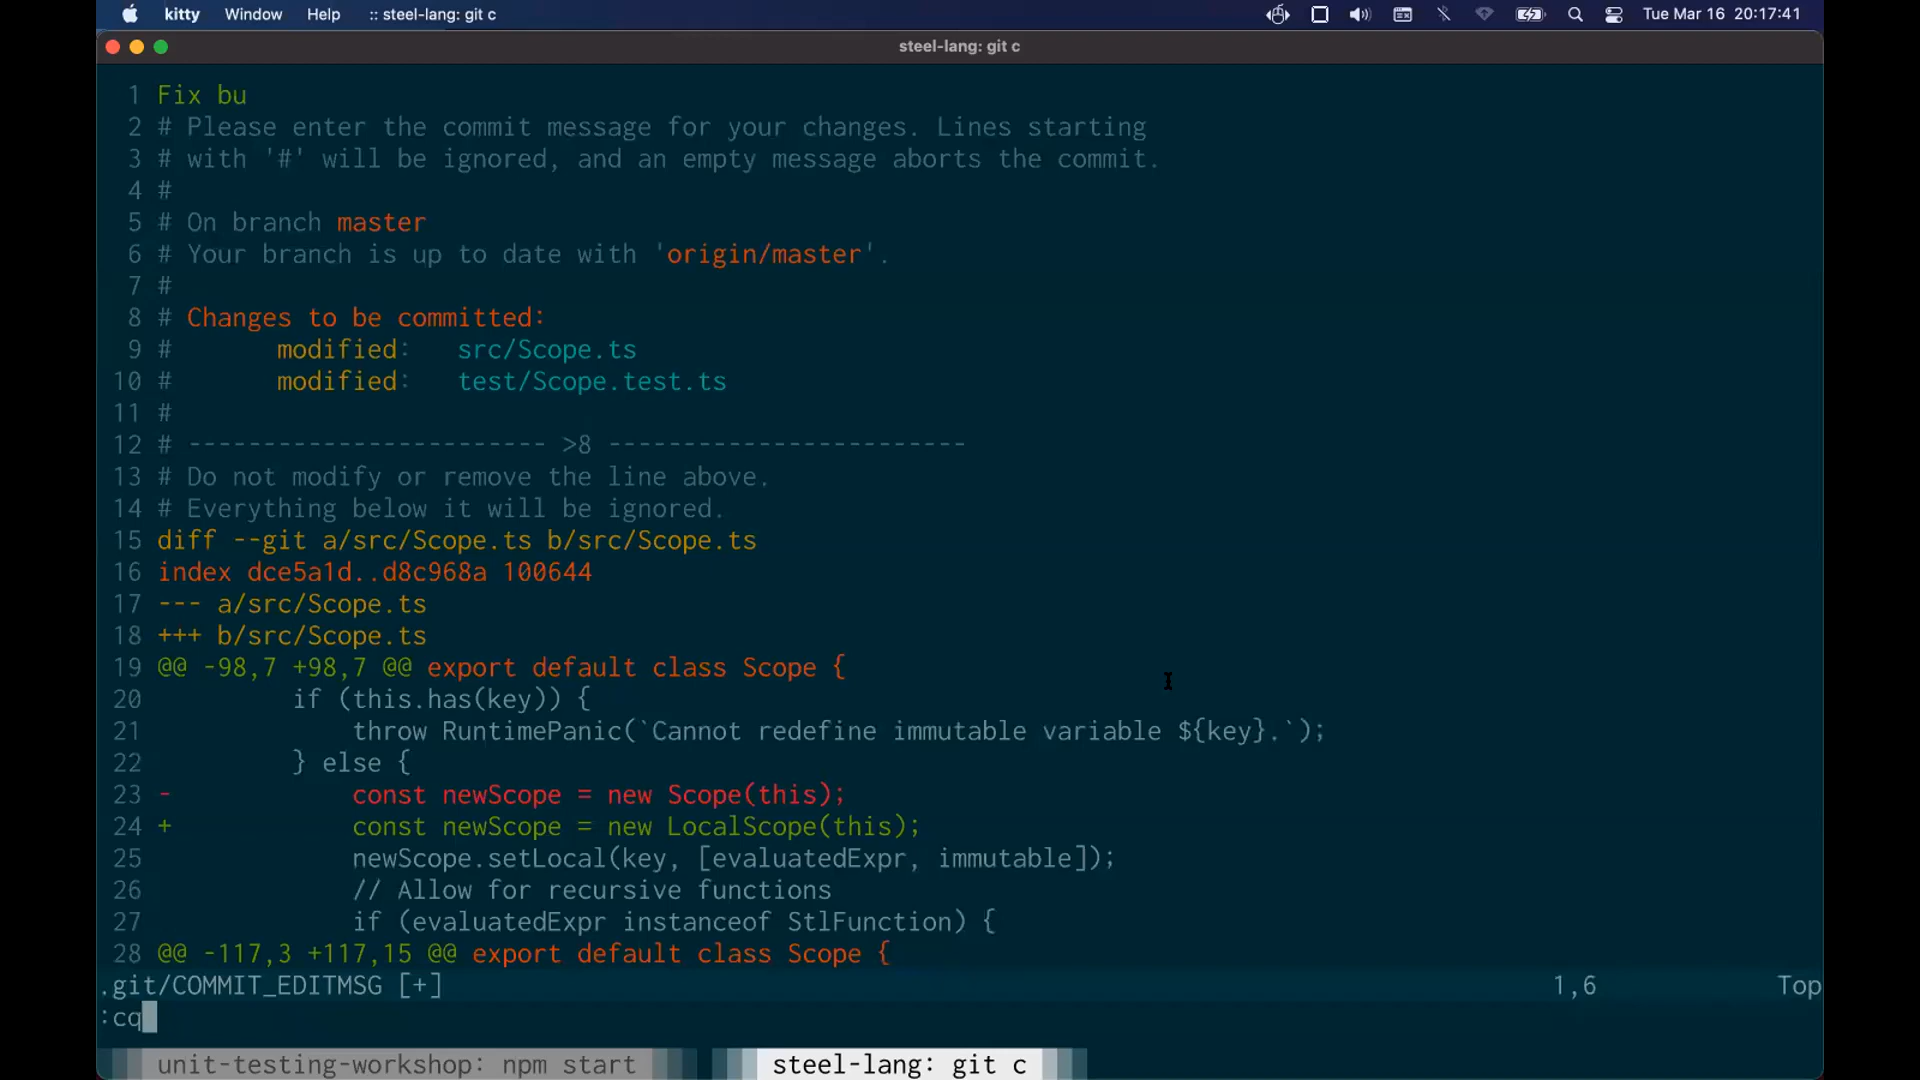 kitty Window Help :: steel-lang: git c Tue Mar 16 20:17:41
steel-lang: git c
1 Fix bu
2 # Please enter the commit message for your changes. Lines starting
3 # with '#' will be ignored, and an empty message aborts the commit.
4 #
5 # On branch master
6 # Your branch is up to date with 'origin/master'.
7 #
8 # Changes to be committed:
9 #       modified:   src/Scope.ts
10 #       modified:   test/Scope.test.ts
11 #
12 # ------------------------ >8 ------------------------
13 # Do not modify or remove the line above.
14 # Everything below it will be ignored.
15 diff --git a/src/Scope.ts b/src/Scope.ts
16 index dce5a1d..d8c968a 100644
17 --- a/src/Scope.ts
18 +++ b/src/Scope.ts
19 @@ -98,7 +98,7 @@ export default class Scope {
20          if (this.has(key)) {
21              throw RuntimePanic(`Cannot redefine immutable variable ${key}.`);
22          } else {
23 -            const newScope = new Scope(this);
24 +            const newScope = new LocalScope(this);
25              newScope.setLocal(key, [evaluatedExpr, immutable]);
26              // Allow for recursive functions
27              if (evaluatedExpr instanceof StlFunction) {
28 @@ -117,3 +117,15 @@ export default class Scope {
.git/COMMIT_EDITMSG [+] 1,6 Top
:cq
unit-testing-workshop: npm start steel-lang: git c